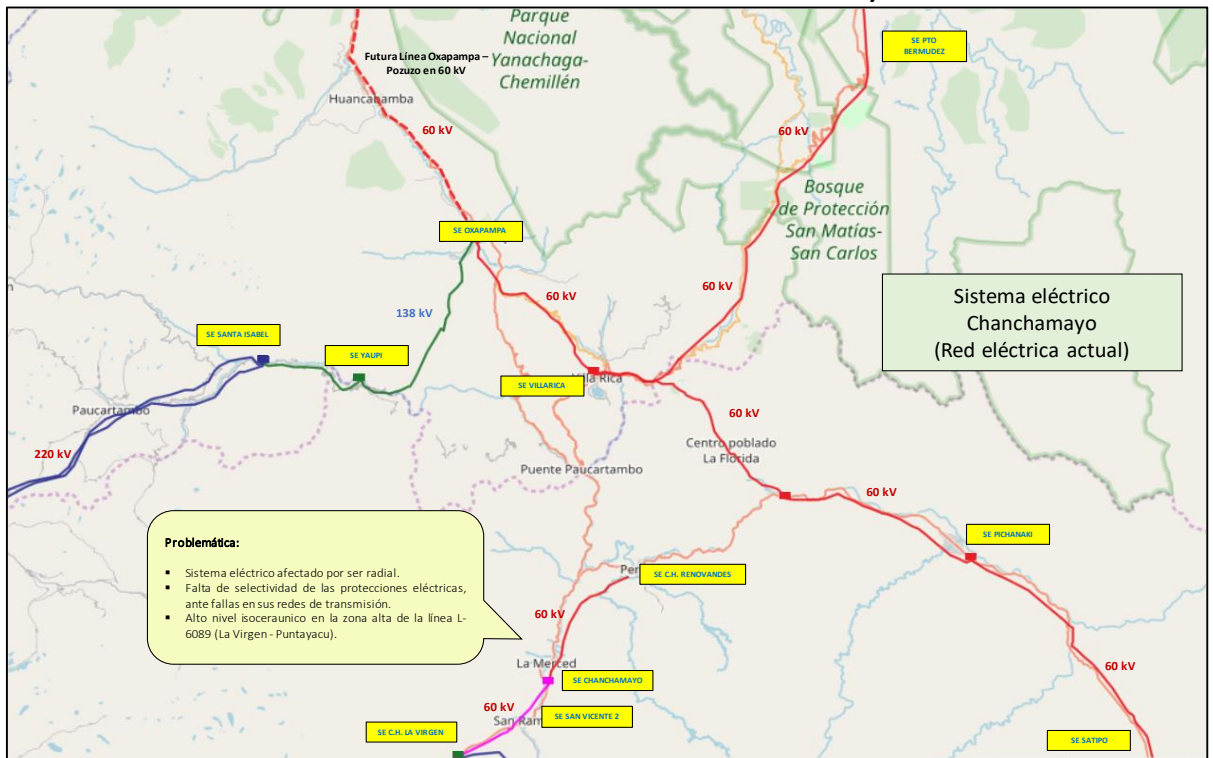 Parque
Nacional
Yanachaga-
Chemillén
Futura Línea Oxapampa –
Pozuzo en 60 kV
SE PTO
BERMUDEZ
Huancabamba
60 kV
60 kV
Bosque
de Protección
San Matías-
San Carlos
SE OXAPAMPA
60 kV
60 kV
Sistema eléctrico
Chanchamayo
(Red eléctrica actual)
138 kV
SE SANTA ISABEL
SE YAUPI
SE VILLARICA
Villa Rica
Paucartambo
60 kV
Centro poblado
La Florida
220 kV
Puente Paucartambo
60 kV
SE PICHANAKI
Problemática:
▪ Sistema eléctrico afectado por ser radial.
▪ Falta de selectividad de las protecciones eléctricas,
ante fallas en sus redes de transmisión.
▪ Alto nivel isoceraunico en la zona alta de la línea L-
6089 (La Virgen - Puntayacu).
SE C.H. RENOVANDES
60 kV
La Merced
60 kV
SE CHANCHAMAYO
60 kV
San Ram
SE SAN VICENTE 2
SE C.H. LA VIRGEN
SE SATIPO